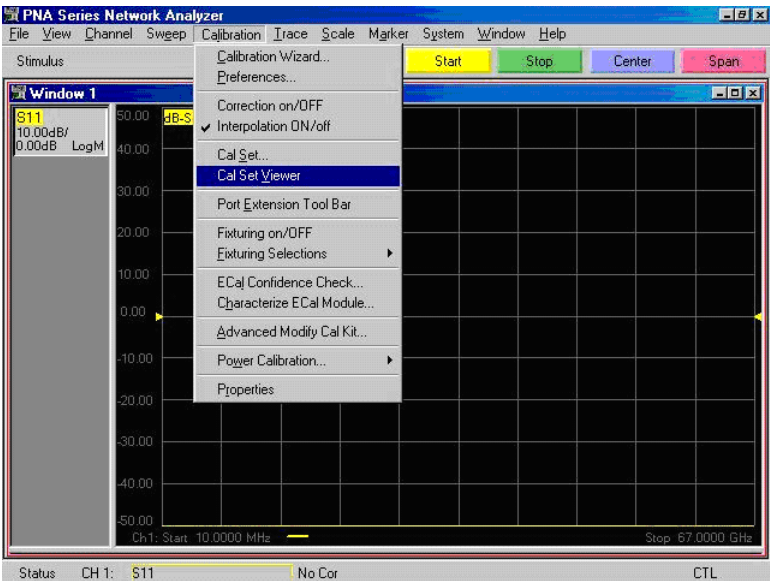 PNA Series Network Analyzer
File View Channel Sweep Calibration Trace Scale Marker System Window Help
Stimulus Start Stop Center Span
Calibration Wizard...
Preferences...
Correction on/OFF
Interpolation ON/off
Cal Set...
Cal Set Viewer
Port Extension Tool Bar
Fixturing on/OFF
Fixturing Selections
ECal Confidence Check...
Characterize ECal Module...
Advanced Modify Cal Kit...
Power Calibration...
Properties
Window 1
S11
10.00dB/
0.00dB LogM
50.00 dB-S
40.00
30.00
20.00
10.00
0.00
-10.00
-20.00
-30.00
-40.00
-50.00
Ch1: Start 10.0000 MHz Stop 67.0000 GHz
Status CH 1: S11 No Cor CTL